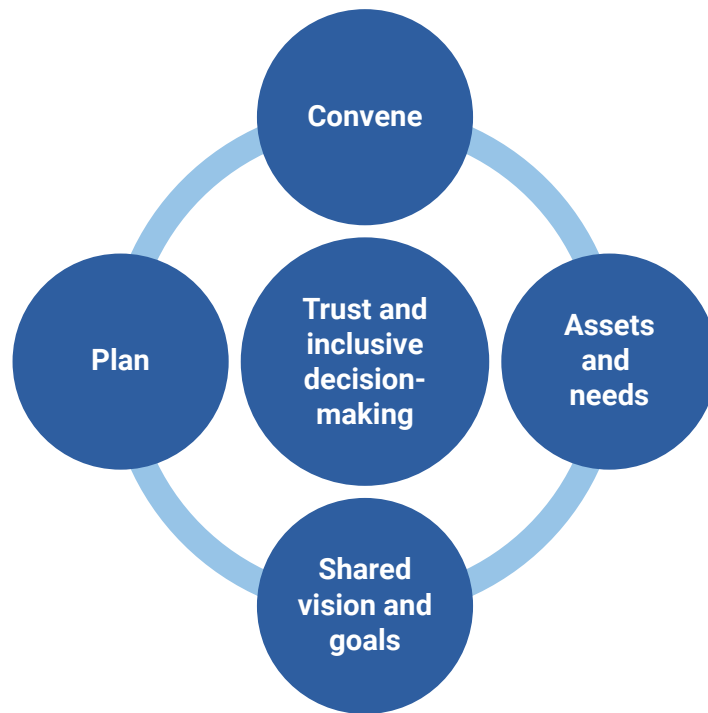 Convene
Plan
Trust and
inclusive
decision-
making
Assets
and
needs
Shared
vision and
goals